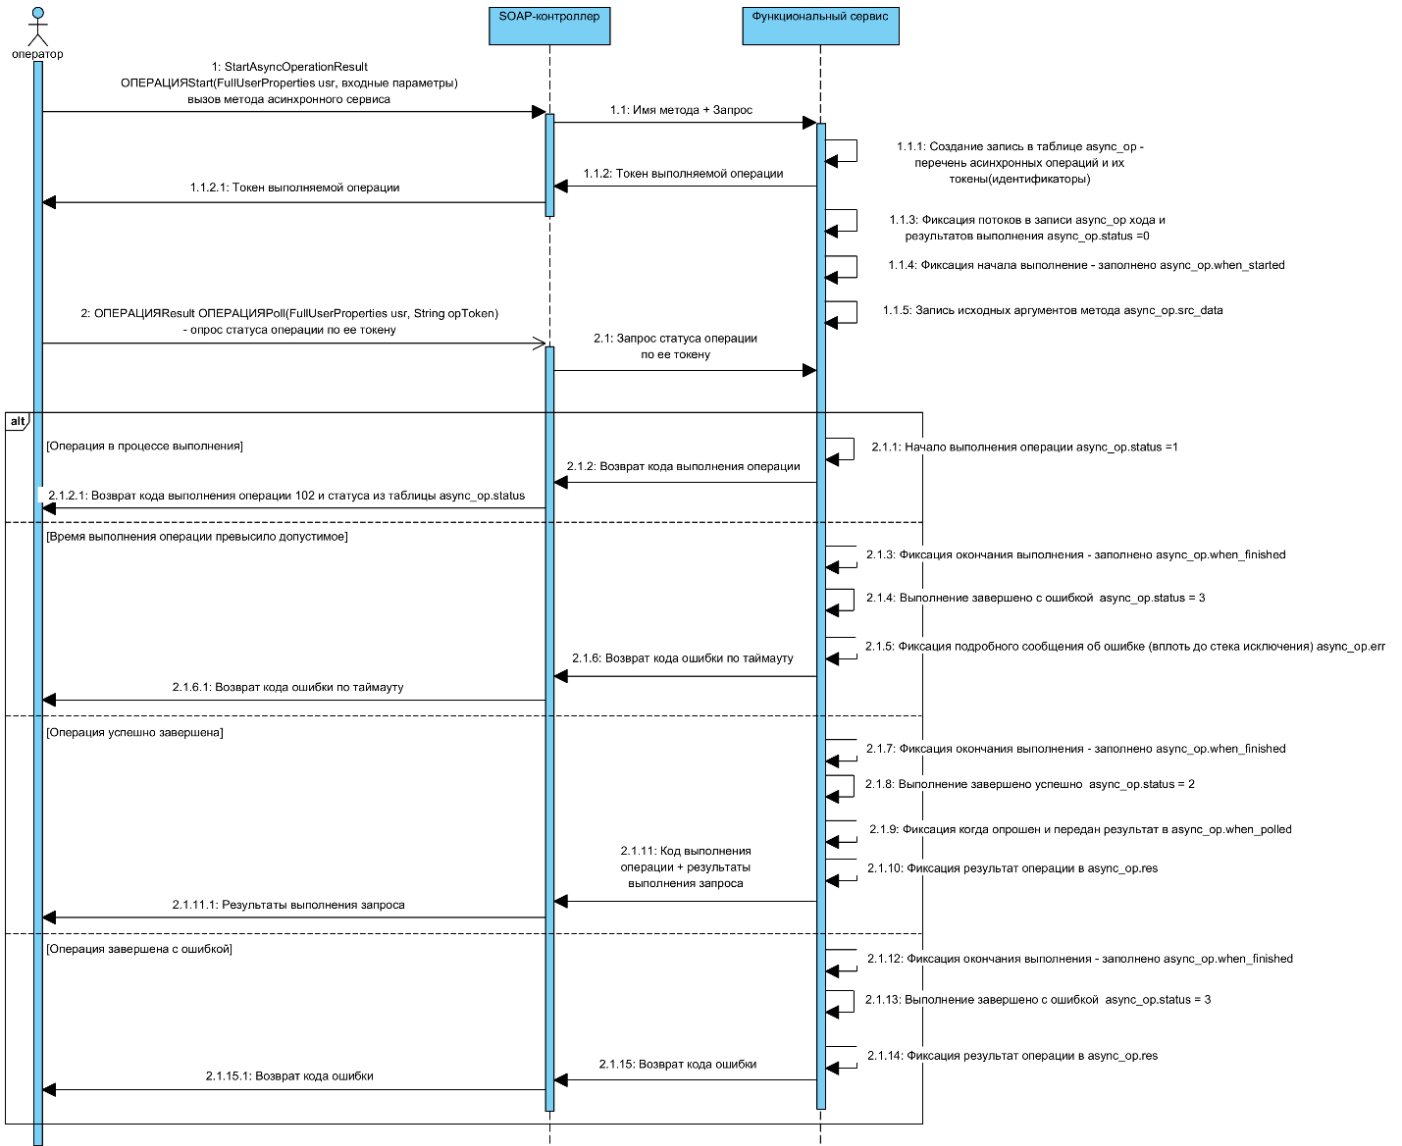 оператор
SOAP-контроллер
Функциональный сервис
1: StartAsyncOperationResult
ОПЕРАЦИЯStart(FullUserProperties usr, входные параметры)
вызов метода асинхронного сервиса
1.1: Имя метода + Запрос
1.1.1: Создание запись в таблице async_op -
перечень асинхронных операций и их
токены(идентификаторы)
1.1.2: Токен выполняемой операции
1.1.2.1: Токен выполняемой операции
1.1.3: Фиксация потоков в записи async_op хода и
результатов выполнения async_op.status =0
1.1.4: Фиксация начала выполнение - заполнено async_op.when_started
1.1.5: Запись исходных аргументов метода async_op.src_data
2: ОПЕРАЦИЯResult ОПЕРАЦИЯPoll(FullUserProperties usr, String opToken)
- опрос статуса операции по ее токену
2.1: Запрос статуса операции
по ее токену
alt
[Операция в процессе выполнения]
2.1.1: Начало выполнения операции async_op.status =1
2.1.2: Возврат кода выполнения операции
2.1.2.1: Возврат кода выполнения операции 102 и статуса из таблицы async_op.status
[Время выполнения операции превысило допустимое]
2.1.3: Фиксация окончания выполнения - заполнено async_op.when_finished
2.1.4: Выполнение завершено с ошибкой async_op.status = 3
2.1.5: Фиксация подробного сообщения об ошибке (вплоть до стека исключения) async_op.err
2.1.6: Возврат кода ошибки по таймауту
2.1.6.1: Возврат кода ошибки по таймауту
[Операция успешно завершена]
2.1.7: Фиксация окончания выполнения - заполнено async_op.when_finished
2.1.8: Выполнение завершено успешно async_op.status = 2
2.1.9: Фиксация когда опрошен и передан результат в async_op.when_polled
2.1.10: Фиксация результат операции в async_op.res
2.1.11: Код выполнения
операции + результаты
выполнения запроса
2.1.11.1: Результаты выполнения запроса
[Операция завершена с ошибкой]
2.1.12: Фиксация окончания выполнения - заполнено async_op.when_finished
2.1.13: Выполнение завершено с ошибкой async_op.status = 3
2.1.14: Фиксация результат операции в async_op.res
2.1.15: Возврат кода ошибки
2.1.15.1: Возврат кода ошибки